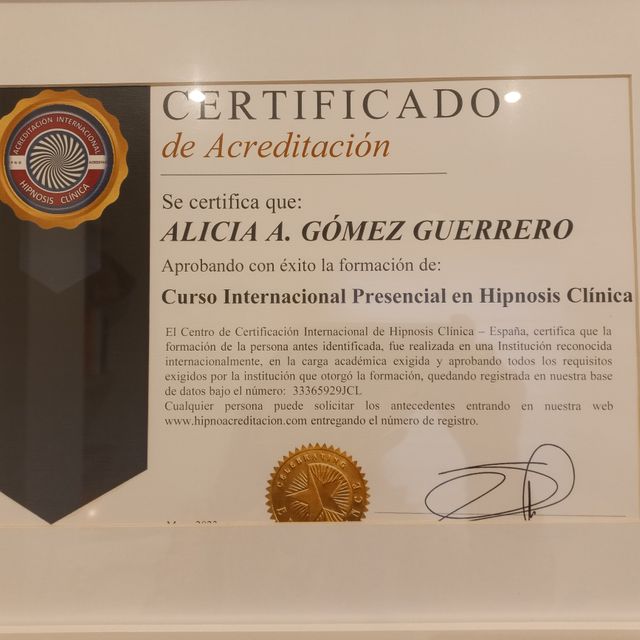 ACREDITACIÓN INTERNACIONAL
HIPNOSIS CLÍNICA
CERTIFICADO
de Acreditación
Se certifica que:
ALICIA A. GÓMEZ GUERRERO
Aprobando con éxito la formación de:
Curso Internacional Presencial en Hipnosis Clínica
El Centro de Certificación Internacional de Hipnosis Clínica – España, certifica que la
formación de la persona antes identificada, fue realizada en una Institución reconocida
internacionalmente, en la carga académica exigida y aprobando todos los requisitos
exigidos por la institución que otorgó la formación, quedando registrada en nuestra base
de datos bajo el número: 33365929JCL
Cualquier persona puede solicitar los antecedentes entrando en nuestra web
www.hipnoacreditacion.com entregando el número de registro.
CELEBRATING